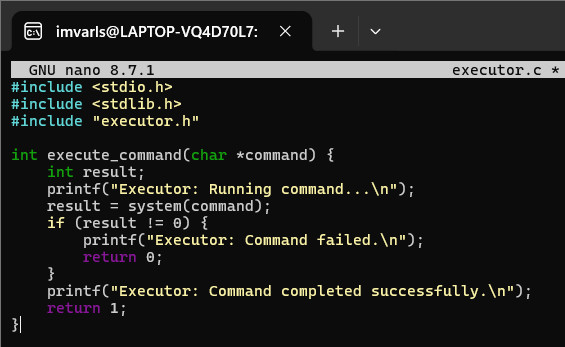 imvarls@LAPTOP-VQ4D70L7:
GNU nano 8.7.1 executor.c *
#include <stdio.h>
#include <stdlib.h>
#include "executor.h"

int execute_command(char *command) {
    int result;
    printf("Executor: Running command...\n");
    result = system(command);
    if (result != 0) {
        printf("Executor: Command failed.\n");
        return 0;
    }
    printf("Executor: Command completed successfully.\n");
    return 1;
}